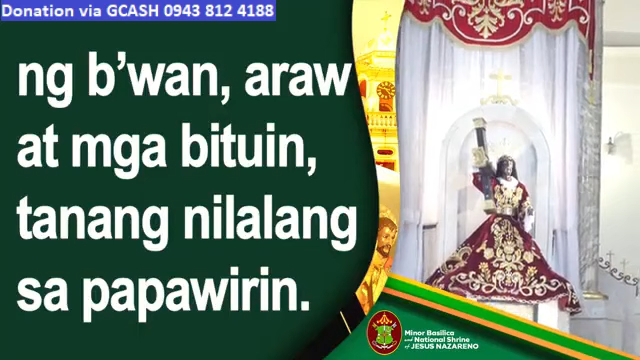 Donation via GCASH 0943 812 4188
ng b’wan, araw
at mga bituin,
tanang nilalang
sa papawirin.
Minor Basilica
and National Shrine
of JESUS NAZARENO